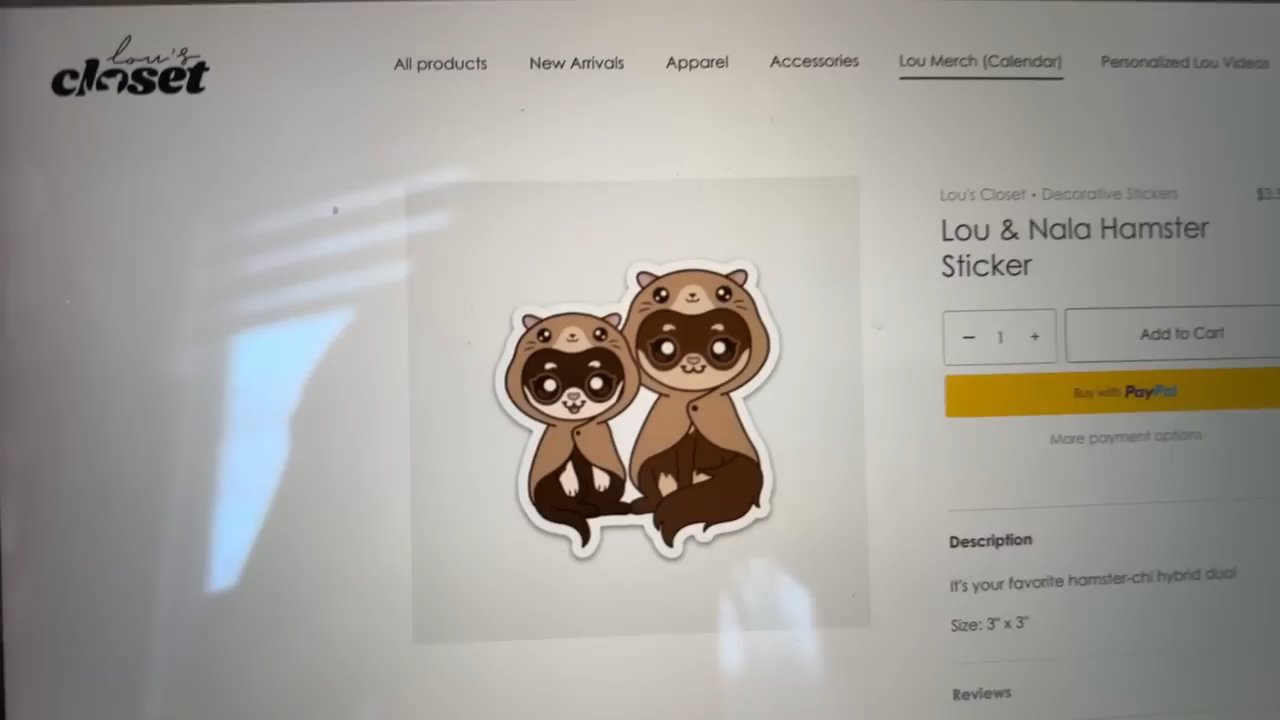 lou's
closet
All products New Arrivals Apparel Accessories Lou Merch (Calendar) Personalized Lou Videos
Lou's Closet • Decorative Stickers
Lou & Nala Hamster
Sticker
− 1 +
Add to Cart
Buy with PayPal
More payment options
Description
It's your favorite hamster-chi hybrid duo!
Size: 3" x 3"
Reviews